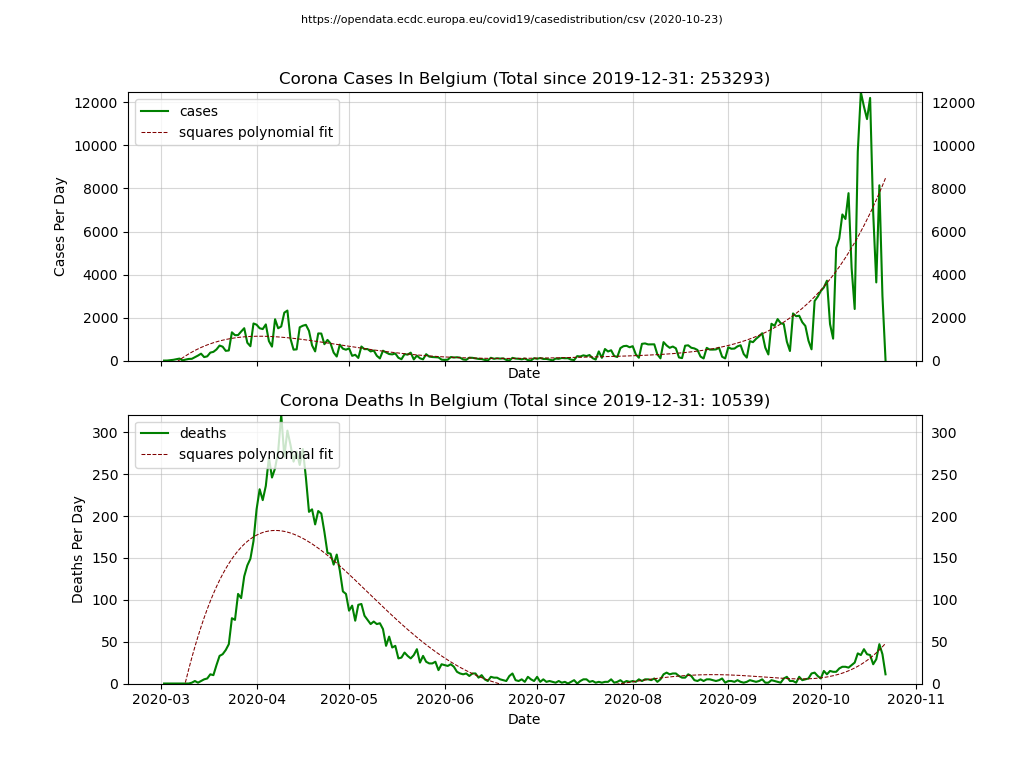 https://opendata.ecdc.europa.eu/covid19/casedistribution/csv (2020-10-23)
Corona Cases In Belgium (Total since 2019-12-31: 253293)
cases
squares polynomial fit
Cases Per Day
12000
10000
8000
6000
4000
2000
0
12000
10000
8000
6000
4000
2000
0
Date
Corona Deaths In Belgium (Total since 2019-12-31: 10539)
deaths
squares polynomial fit
Deaths Per Day
300
250
200
150
100
50
0
300
250
200
150
100
50
0
2020-03 2020-04 2020-05 2020-06 2020-07 2020-08 2020-09 2020-10 2020-11
Date